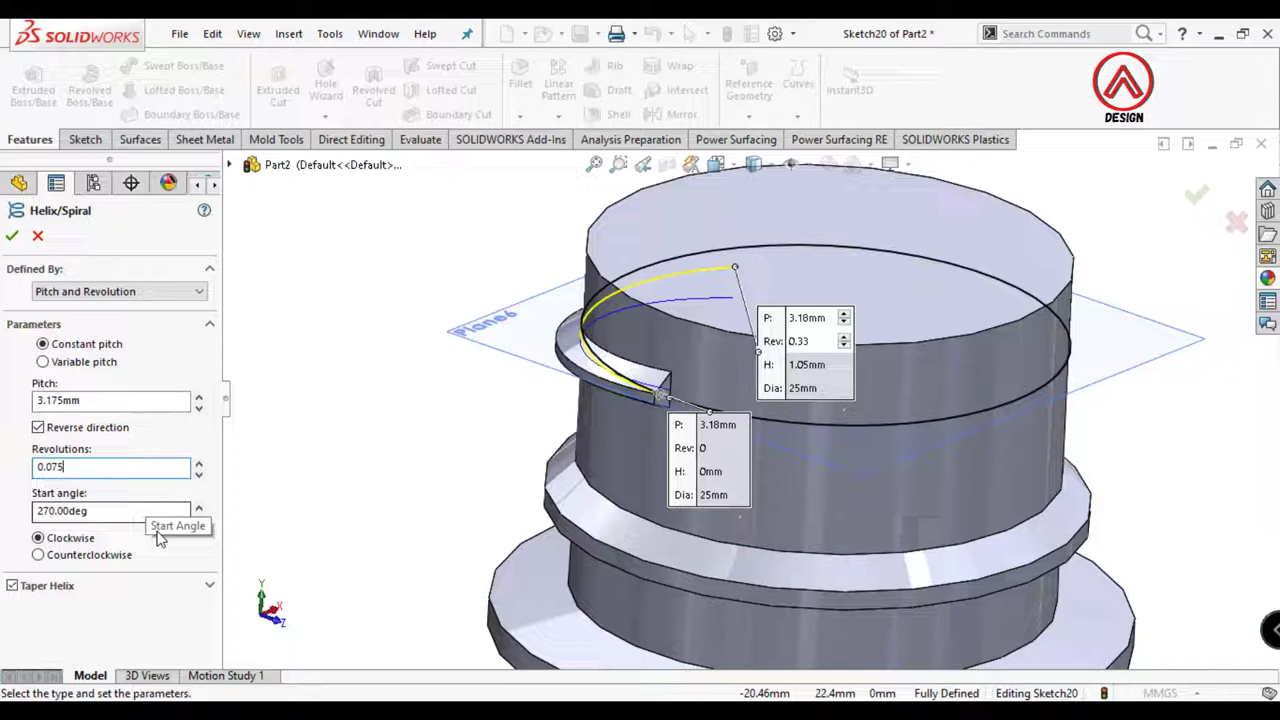 SOLIDWORKS File Edit View Insert Tools Window Help Sketch20 of Part2 * Search Commands ?
DESIGN
Extruded Boss/Base
Revolved Boss/Base
Swept Boss/Base
Lofted Boss/Base
Boundary Boss/Base
Extruded Cut
Hole Wizard
Revolved Cut
Swept Cut
Lofted Cut
Boundary Cut
Fillet
Linear Pattern
Rib
Draft
Shell
Wrap
Intersect
Mirror
Reference Geometry
Curves
Instant3D
Features Sketch Surfaces Sheet Metal Mold Tools Direct Editing Evaluate SOLIDWORKS Add-Ins Analysis Preparation Power Surfacing Power Surfacing RE SOLIDWORKS Plastics
Part2 (Default<<Default>...
Helix/Spiral
Defined By:
Pitch and Revolution
Parameters
Constant pitch
Variable pitch
Pitch:
3.175mm
Reverse direction
Revolutions:
0.075
Start angle:
270.00deg
Start Angle
Clockwise
Counterclockwise
Taper Helix
Plane6
P: 3.18mm
Rev: 0.33
H: 1.05mm
Dia: 25mm
P: 3.18mm
Rev: 0
H: 0mm
Dia: 25mm
Y
X
Z
Model 3D Views Motion Study 1
Select the type and set the parameters. -20.46mm 22.4mm 0mm Fully Defined Editing Sketch20 MMGS